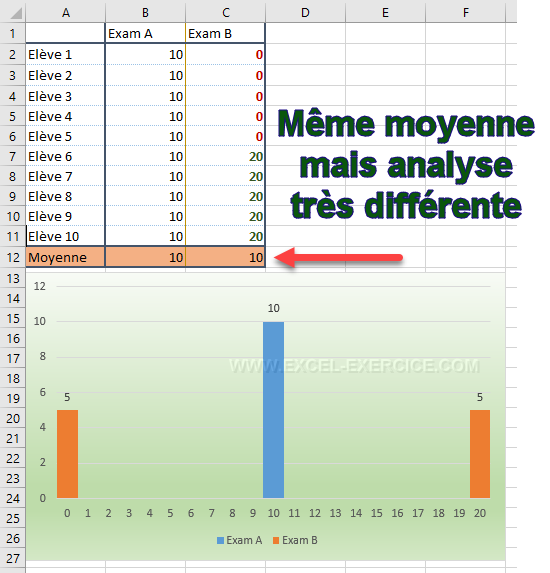 A B C D E F
1 Exam A Exam B
2 Elève 1 10 0
3 Elève 2 10 0
4 Elève 3 10 0
5 Elève 4 10 0
6 Elève 5 10 0
7 Elève 6 10 20
8 Elève 7 10 20
9 Elève 8 10 20
10 Elève 9 10 20
11 Elève 10 10 20
12 Moyenne 10 10
Même moyenne
mais analyse
très différente
13
14
15
16
17
18
19
20
21
22
23
24
25
26
27
12
10
8
6
4
2
0
5
10
5
WWW.EXCEL-EXERCICE.COM
0 1 2 3 4 5 6 7 8 9 10 11 12 13 14 15 16 17 18 19 20
Exam A Exam B